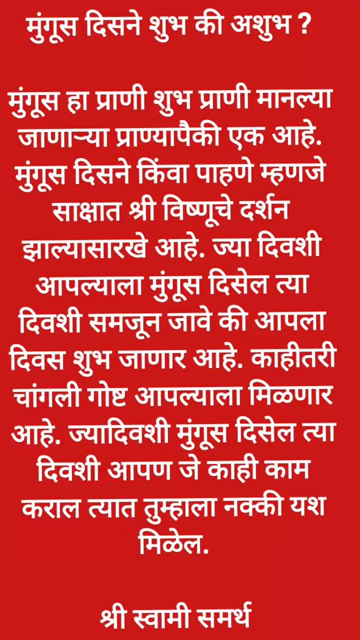 मुंगूस दिसने शुभ की अशुभ ?
मुंगूस हा प्राणी शुभ प्राणी मानल्या
जाणाऱ्या प्राण्यापैकी एक आहे.
मुंगूस दिसने किंवा पाहणे म्हणजे
साक्षात श्री विष्णूचे दर्शन
झाल्यासारखे आहे. ज्या दिवशी
आपल्याला मुंगूस दिसेल त्या
दिवशी समजून जावे की आपला
दिवस शुभ जाणार आहे. काहीतरी
चांगली गोष्ट आपल्याला मिळणार
आहे. ज्यादिवशी मुंगूस दिसेल त्या
दिवशी आपण जे काही काम
कराल त्यात तुम्हाला नक्की यश
मिळेल.
श्री स्वामी समर्थ